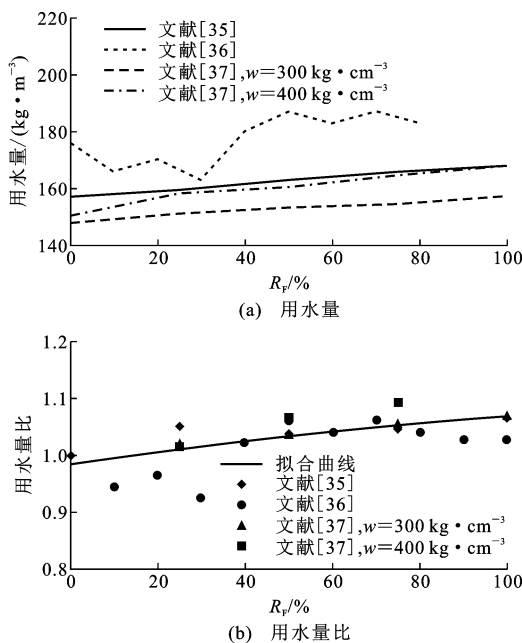 文献[35]
文献[36]
文献[37],w=300 kg·cm⁻³
文献[37],w=400 kg·cm⁻³
用水量/(kg·m⁻³)
220
200
180
160
140
0
20
40
60
80
100
R_F/%
(a) 用水量
用水量比
1.2
1.1
1.0
0.9
0.8
拟合曲线
文献[35]
文献[36]
文献[37],w=300 kg·cm⁻³
文献[37],w=400 kg·cm⁻³
0
20
40
60
80
100
R_F/%
(b) 用水量比